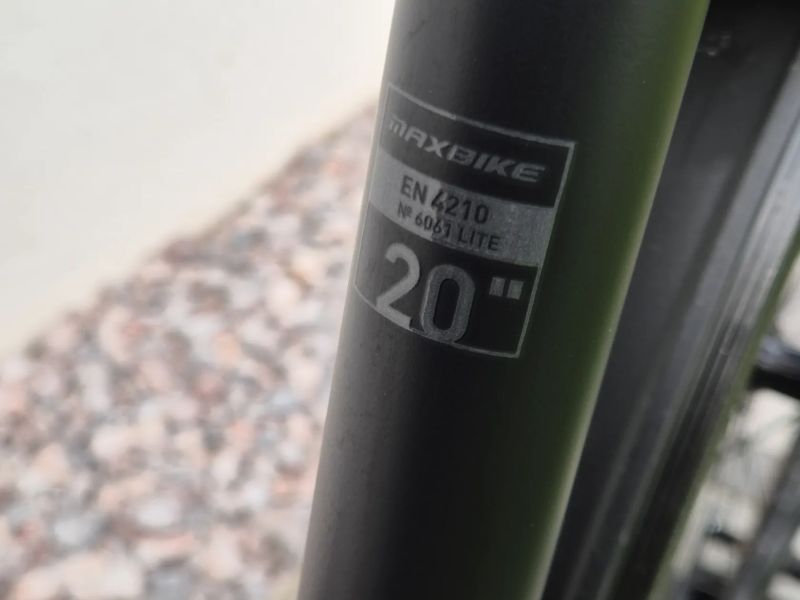 MAXBIKE
EN 4210
Nº 6061 LITE
20"